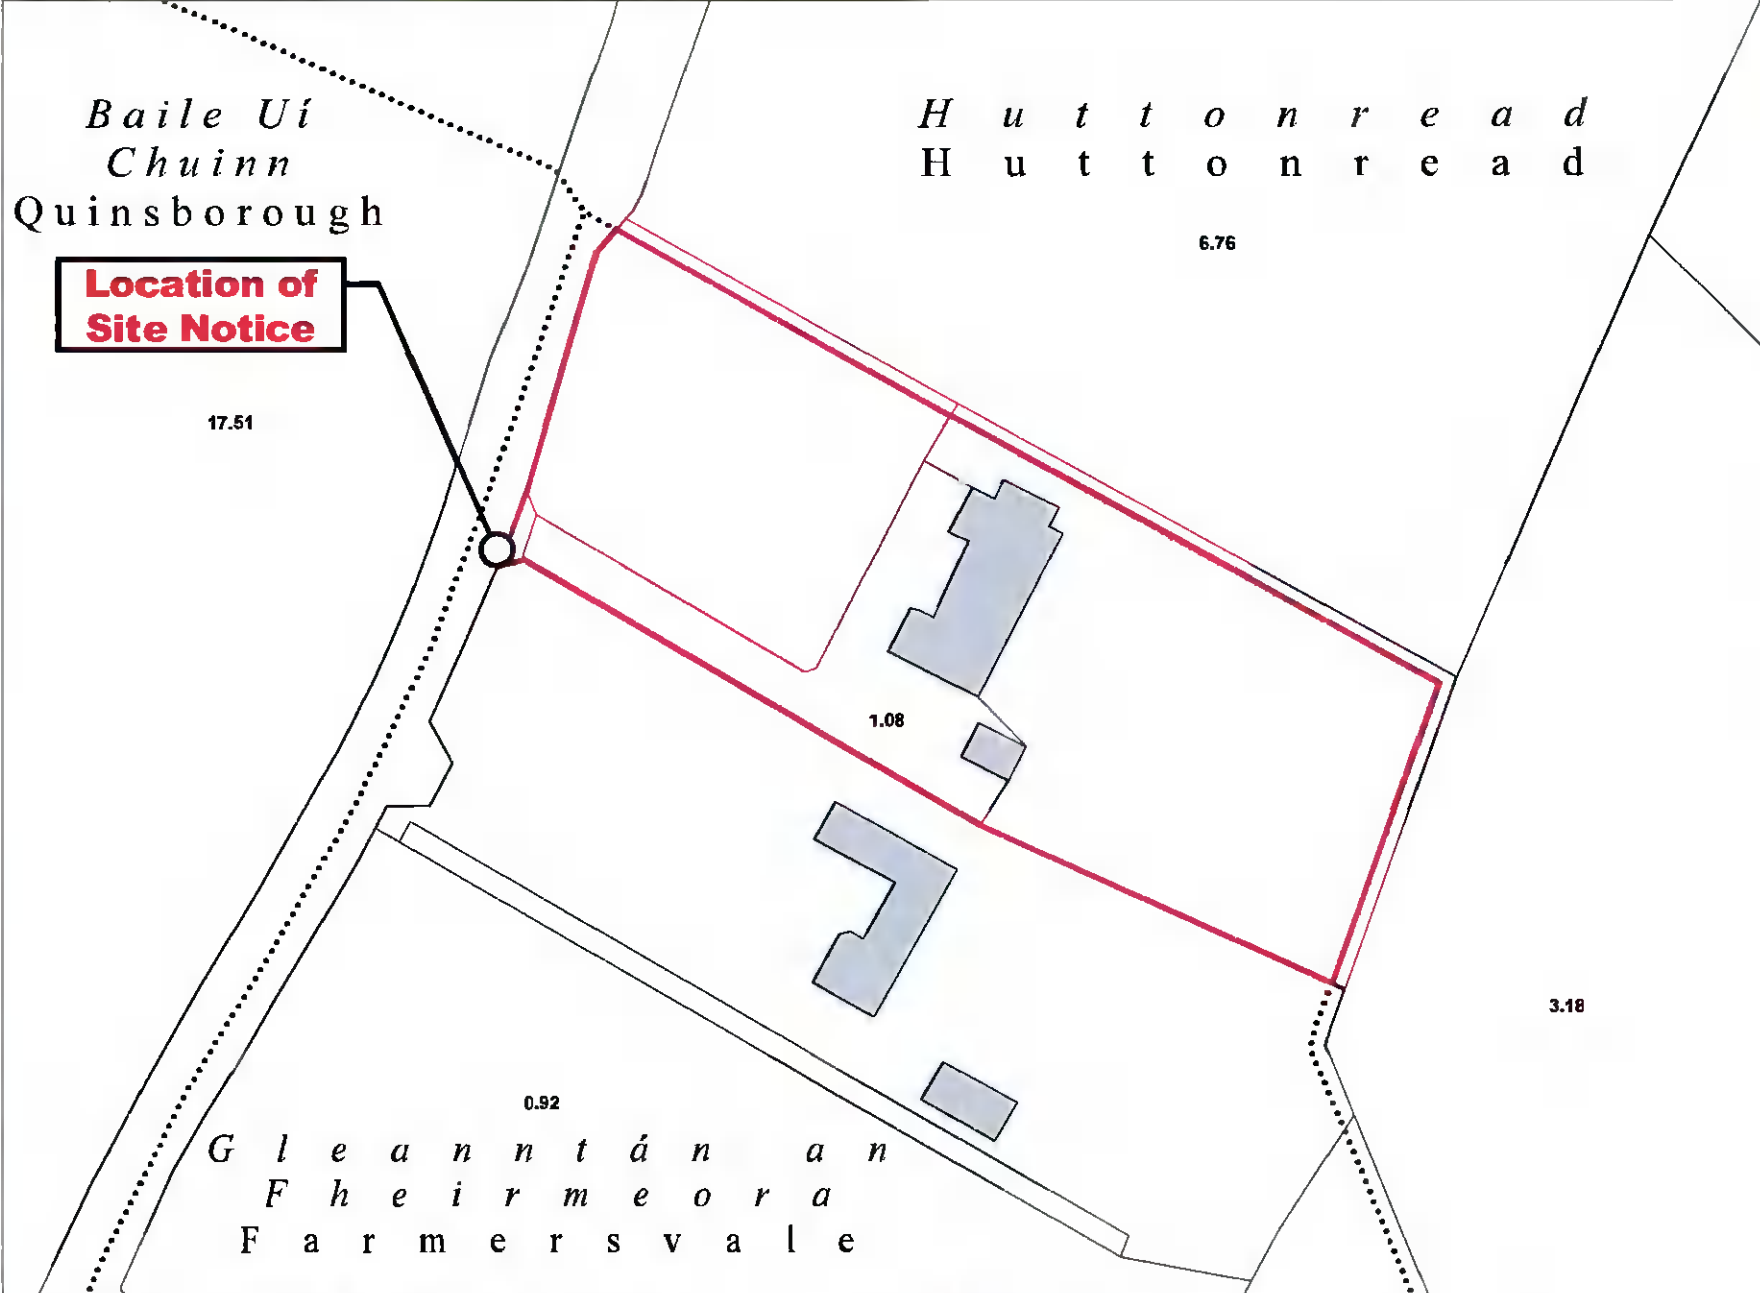 Baile Uí
Chuinn
Quinsborough
Huttonread
Huttonread
6.76
Location of
Site Notice
17.51
1.08
3.18
0.92
Gleanntán an
Fheirmeora
Farmersvale